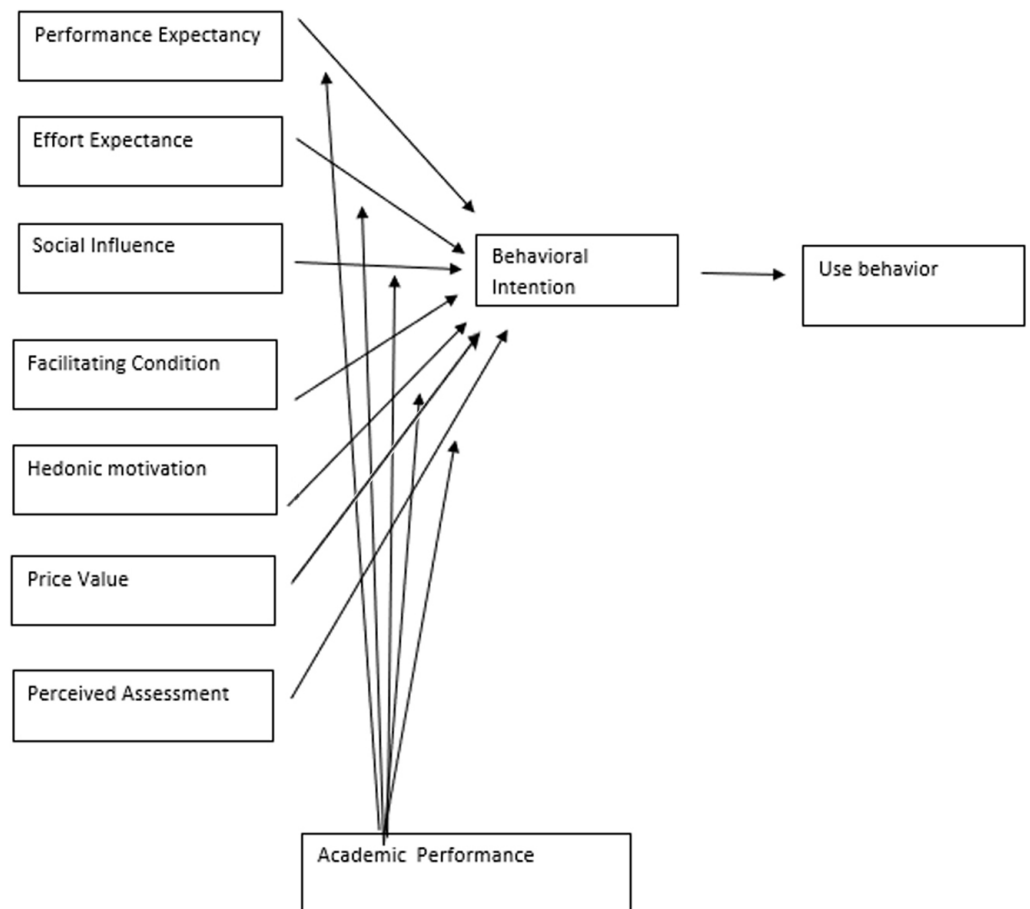 Performance Expectancy
Effort Expectance
Social Influence
Behavioral
Intention
Use behavior
Facilitating Condition
Hedonic motivation
Price Value
Perceived Assessment
Academic  Performance